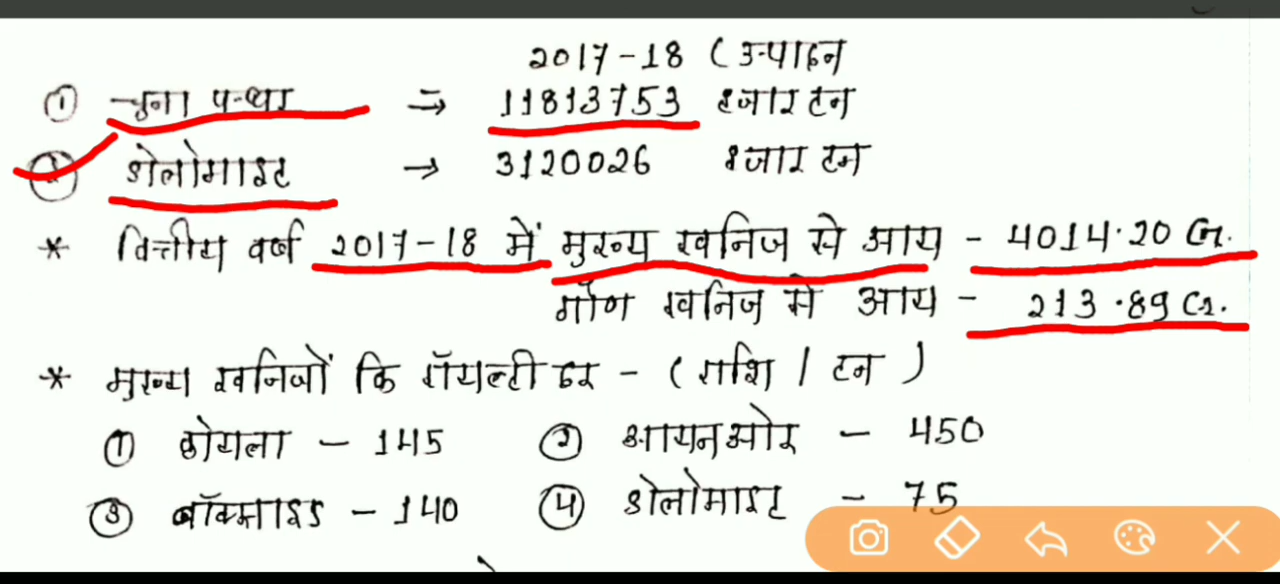 2017-18 (उत्पादन
① चुना पत्थर ⇒ 11813753 हजार टन
② डोलोमाइट → 3120026 हजार टन
* वित्तीय वर्ष 2017-18 में मुख्य खनिज से आय - 4014.20 Cr.
गौण खनिज से आय - 213.89 Cr.
* मुख्य खनिजों कि रॉयल्टी दर - (राशि / टन)
① कोयला - 145 ② आयनओर - 450
③ बॉक्साइड - 140 ④ डोलोमाइट - 75